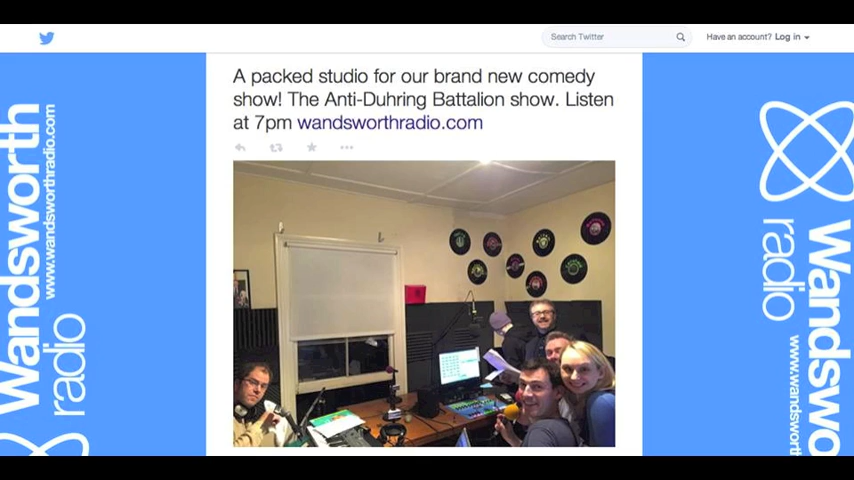 Search Twitter
Have an account? Log in
A packed studio for our brand new comedy
show! The Anti-Duhring Battalion show. Listen
at 7pm wandsworthradio.com
Wandsworth
www.wandsworthradio.com
radio
radio
Wandswo
www.wandsworth